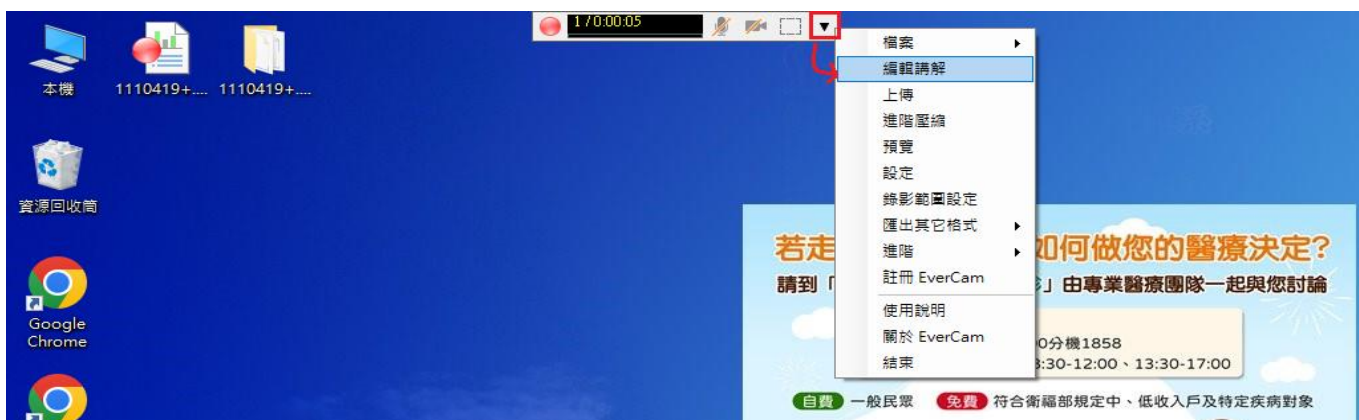 1 / 0:00:05
本機
1110419+....
1110419+....
資源回收筒
Google
Chrome
檔案
編輯講解
上傳
進階壓縮
預覽
設定
錄影範圍設定
匯出其它格式
進階
註冊 EverCam
使用說明
關於 EverCam
結束
若走
如何做您的醫療決定?
請到「
」由專業醫療團隊一起與您討論
0分機1858
:30-12:00、13:30-17:00
自費 一般民眾 免費 符合衛福部規定中、低收入戶及特定疾病對象